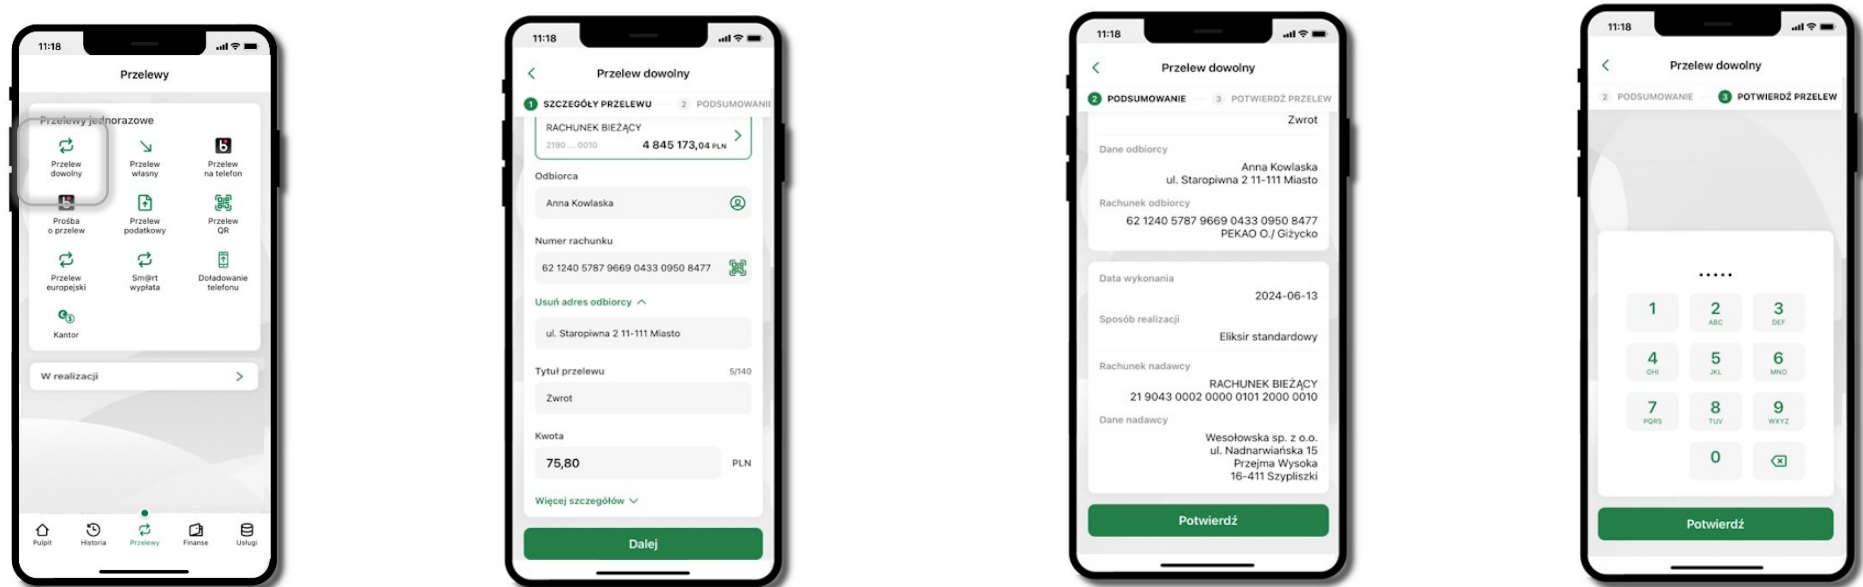 11:18
Przelewy
Przelewy jednorazowe
Przelew
dowolny
Przelew
własny
Przelew
na telefon
Prośba
o przelew
Przelew
podatkowy
Przelew
QR
Przelew
europejski
Sm@rt
wypłata
Doładowanie
telefonu
Kantor
W realizacji
Pulpit Historia Przelewy Finanse Usługi
11:18
Przelew dowolny
1 SZCZEGÓŁY PRZELEWU 2 PODSUMOWANI
RACHUNEK BIEŻĄCY
2190 ... 0010 4 845 173,04 PLN
Odbiorca
Anna Kowlaska
Numer rachunku
62 1240 5787 9669 0433 0950 8477
Usuń adres odbiorcy
ul. Staropiwna 2 11-111 Miasto
Tytuł przelewu 5/140
Zwrot
Kwota
75,80 PLN
Więcej szczegółów
Dalej
11:18
Przelew dowolny
2 PODSUMOWANIE 3 POTWIERDŹ PRZELEW
Zwrot
Dane odbiorcy
Anna Kowlaska
ul. Staropiwna 2 11-111 Miasto
Rachunek odbiorcy
62 1240 5787 9669 0433 0950 8477
PEKAO O./ Giżycko
Data wykonania
2024-06-13
Sposób realizacji
Eliksir standardowy
Rachunek nadawcy
RACHUNEK BIEŻĄCY
21 9043 0002 0000 0101 2000 0010
Dane nadawcy
Wesołowska sp. z o.o.
ul. Nadnarwiańska 15
Przejma Wysoka
16-411 Szypliszki
Potwierdź
11:18
Przelew dowolny
2 PODSUMOWANIE 3 POTWIERDŹ PRZELEW
1 2 3
ABC DEF
4 5 6
GHI JKL MNO
7 8 9
PQRS TUV WXYZ
0
Potwierdź